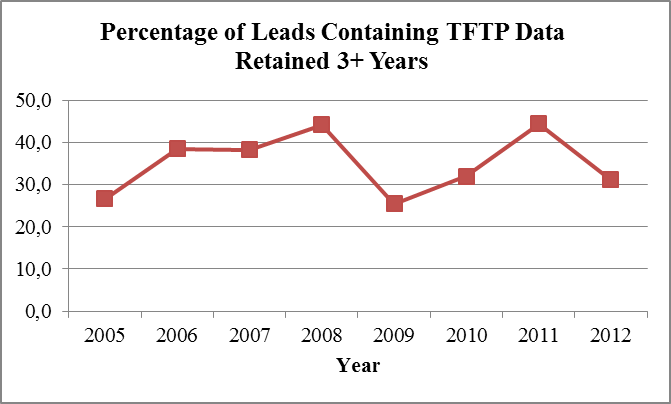 Percentage of Leads Containing TFTP Data
Retained 3+ Years
50,0
40,0
30,0
20,0
10,0
0,0
2005 2006 2007 2008 2009 2010 2011 2012
Year